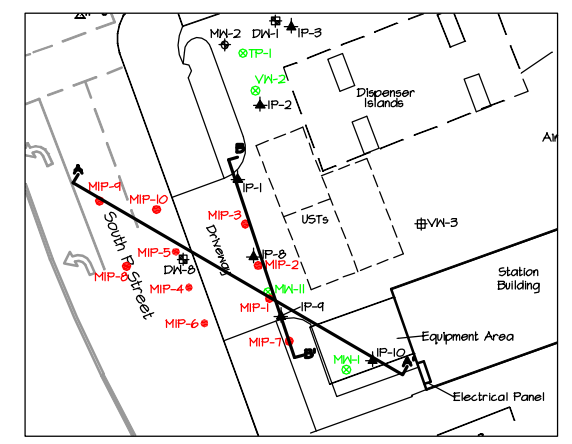 MW-2
DW-1
IP-3
TP-1
VW-2
IP-2
Dispenser
Islands
Air
B
A
IP-1
MIP-9
MIP-10
MIP-3
USTs
VW-3
South A Street
Driveway
MIP-5
DW-8
IP-8
MIP-2
MIP-8
MIP-4
MW-11
MIP-1
IP-9
Station
Building
MIP-6
MIP-7
B'
MW-1
IP-10
A'
Equipment Area
Electrical Panel